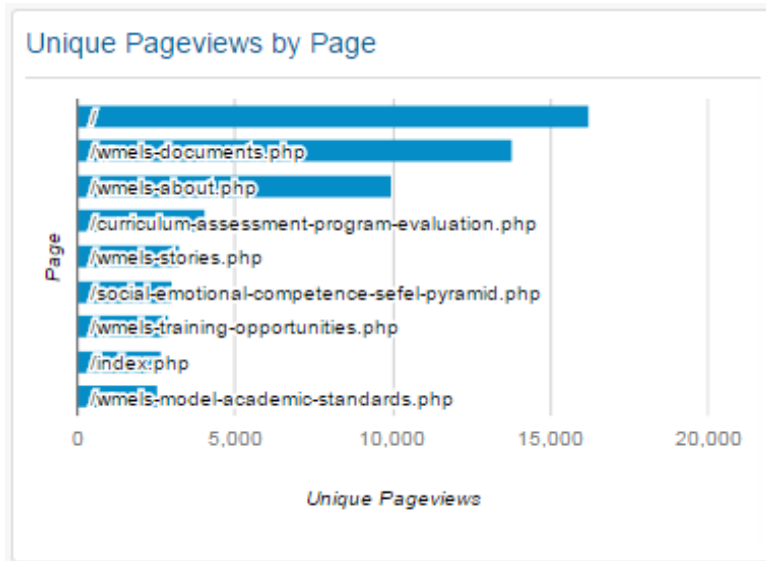 Unique Pageviews by Page
/
/wmels-documents.php
/wmels-about.php
/curriculum-assessment-program-evaluation.php
/wmels-stories.php
/social-emotional-competence-sefel-pyramid.php
/wmels-training-opportunities.php
/index.php
/wmels-model-academic-standards.php
Page
0 5,000 10,000 15,000 20,000
Unique Pageviews